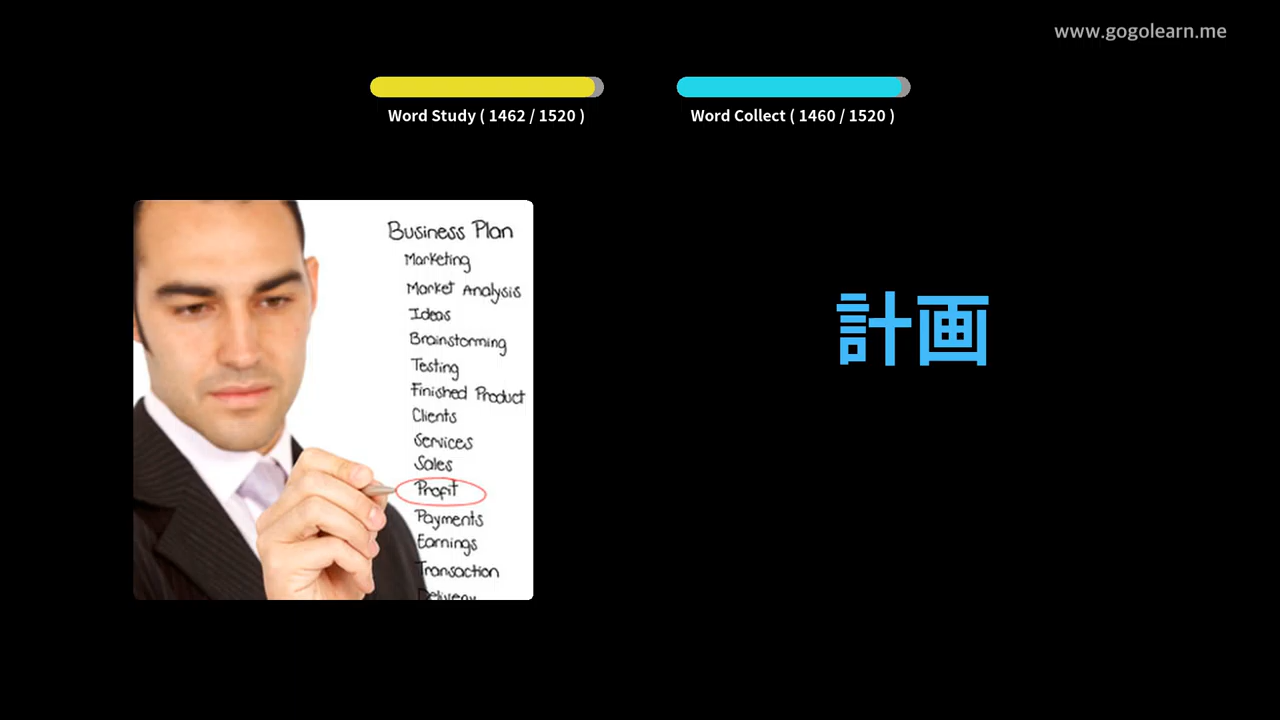 www.gogolearn.me
Word Study ( 1462 / 1520 )
Word Collect ( 1460 / 1520 )
Business Plan
Marketing
Market Analysis
Ideas
Brainstorming
Testing
Finished Product
Clients
Services
Sales
Profit
Payments
Earnings
Transaction
Delivery
計画